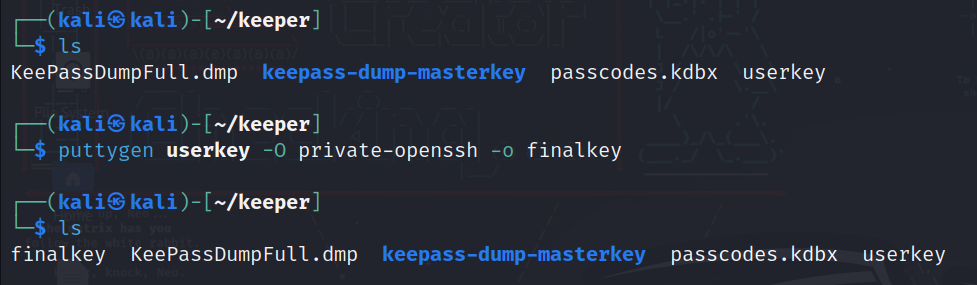 ┌──(kali㉿kali)-[~/keeper]
└─$ ls
KeePassDumpFull.dmp  keepass-dump-masterkey  passcodes.kdbx  userkey
┌──(kali㉿kali)-[~/keeper]
└─$ puttygen userkey -O private-openssh -o finalkey
┌──(kali㉿kali)-[~/keeper]
└─$ ls
finalkey  KeePassDumpFull.dmp  keepass-dump-masterkey  passcodes.kdbx  userkey